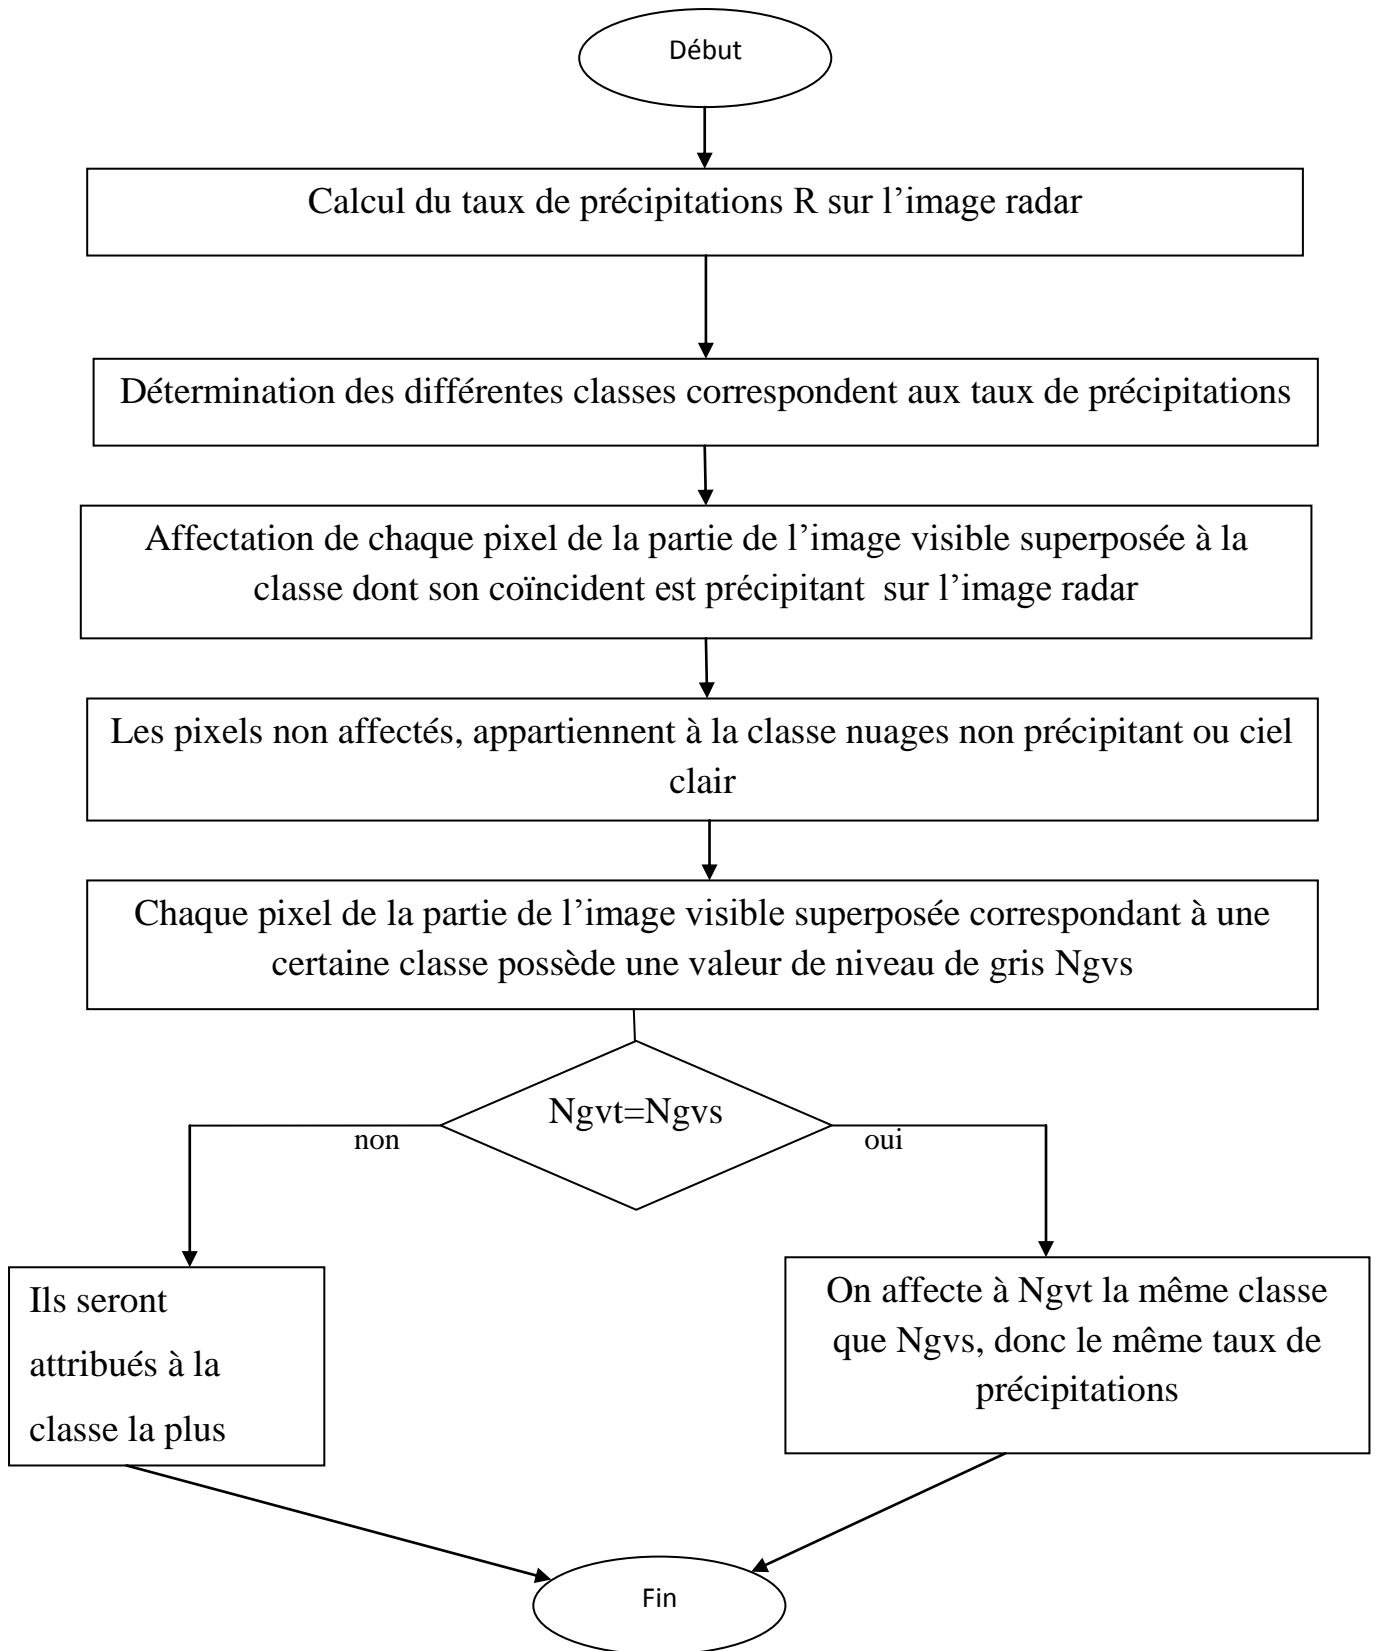 Début
Calcul du taux de précipitations R sur l’image radar
Détermination des différentes classes correspondent aux taux de précipitations
Affectation de chaque pixel de la partie de l’image visible superposée à la
classe dont son coïncident est précipitant sur l’image radar
Les pixels non affectés, appartiennent à la classe nuages non précipitant ou ciel
clair
Chaque pixel de la partie de l’image visible superposée correspondant à une
certaine classe possède une valeur de niveau de gris Ngvs
Ngvt=Ngvs
non
oui
Ils seront
attribués à la
classe la plus
On affecte à Ngvt la même classe
que Ngvs, donc le même taux de
précipitations
Fin